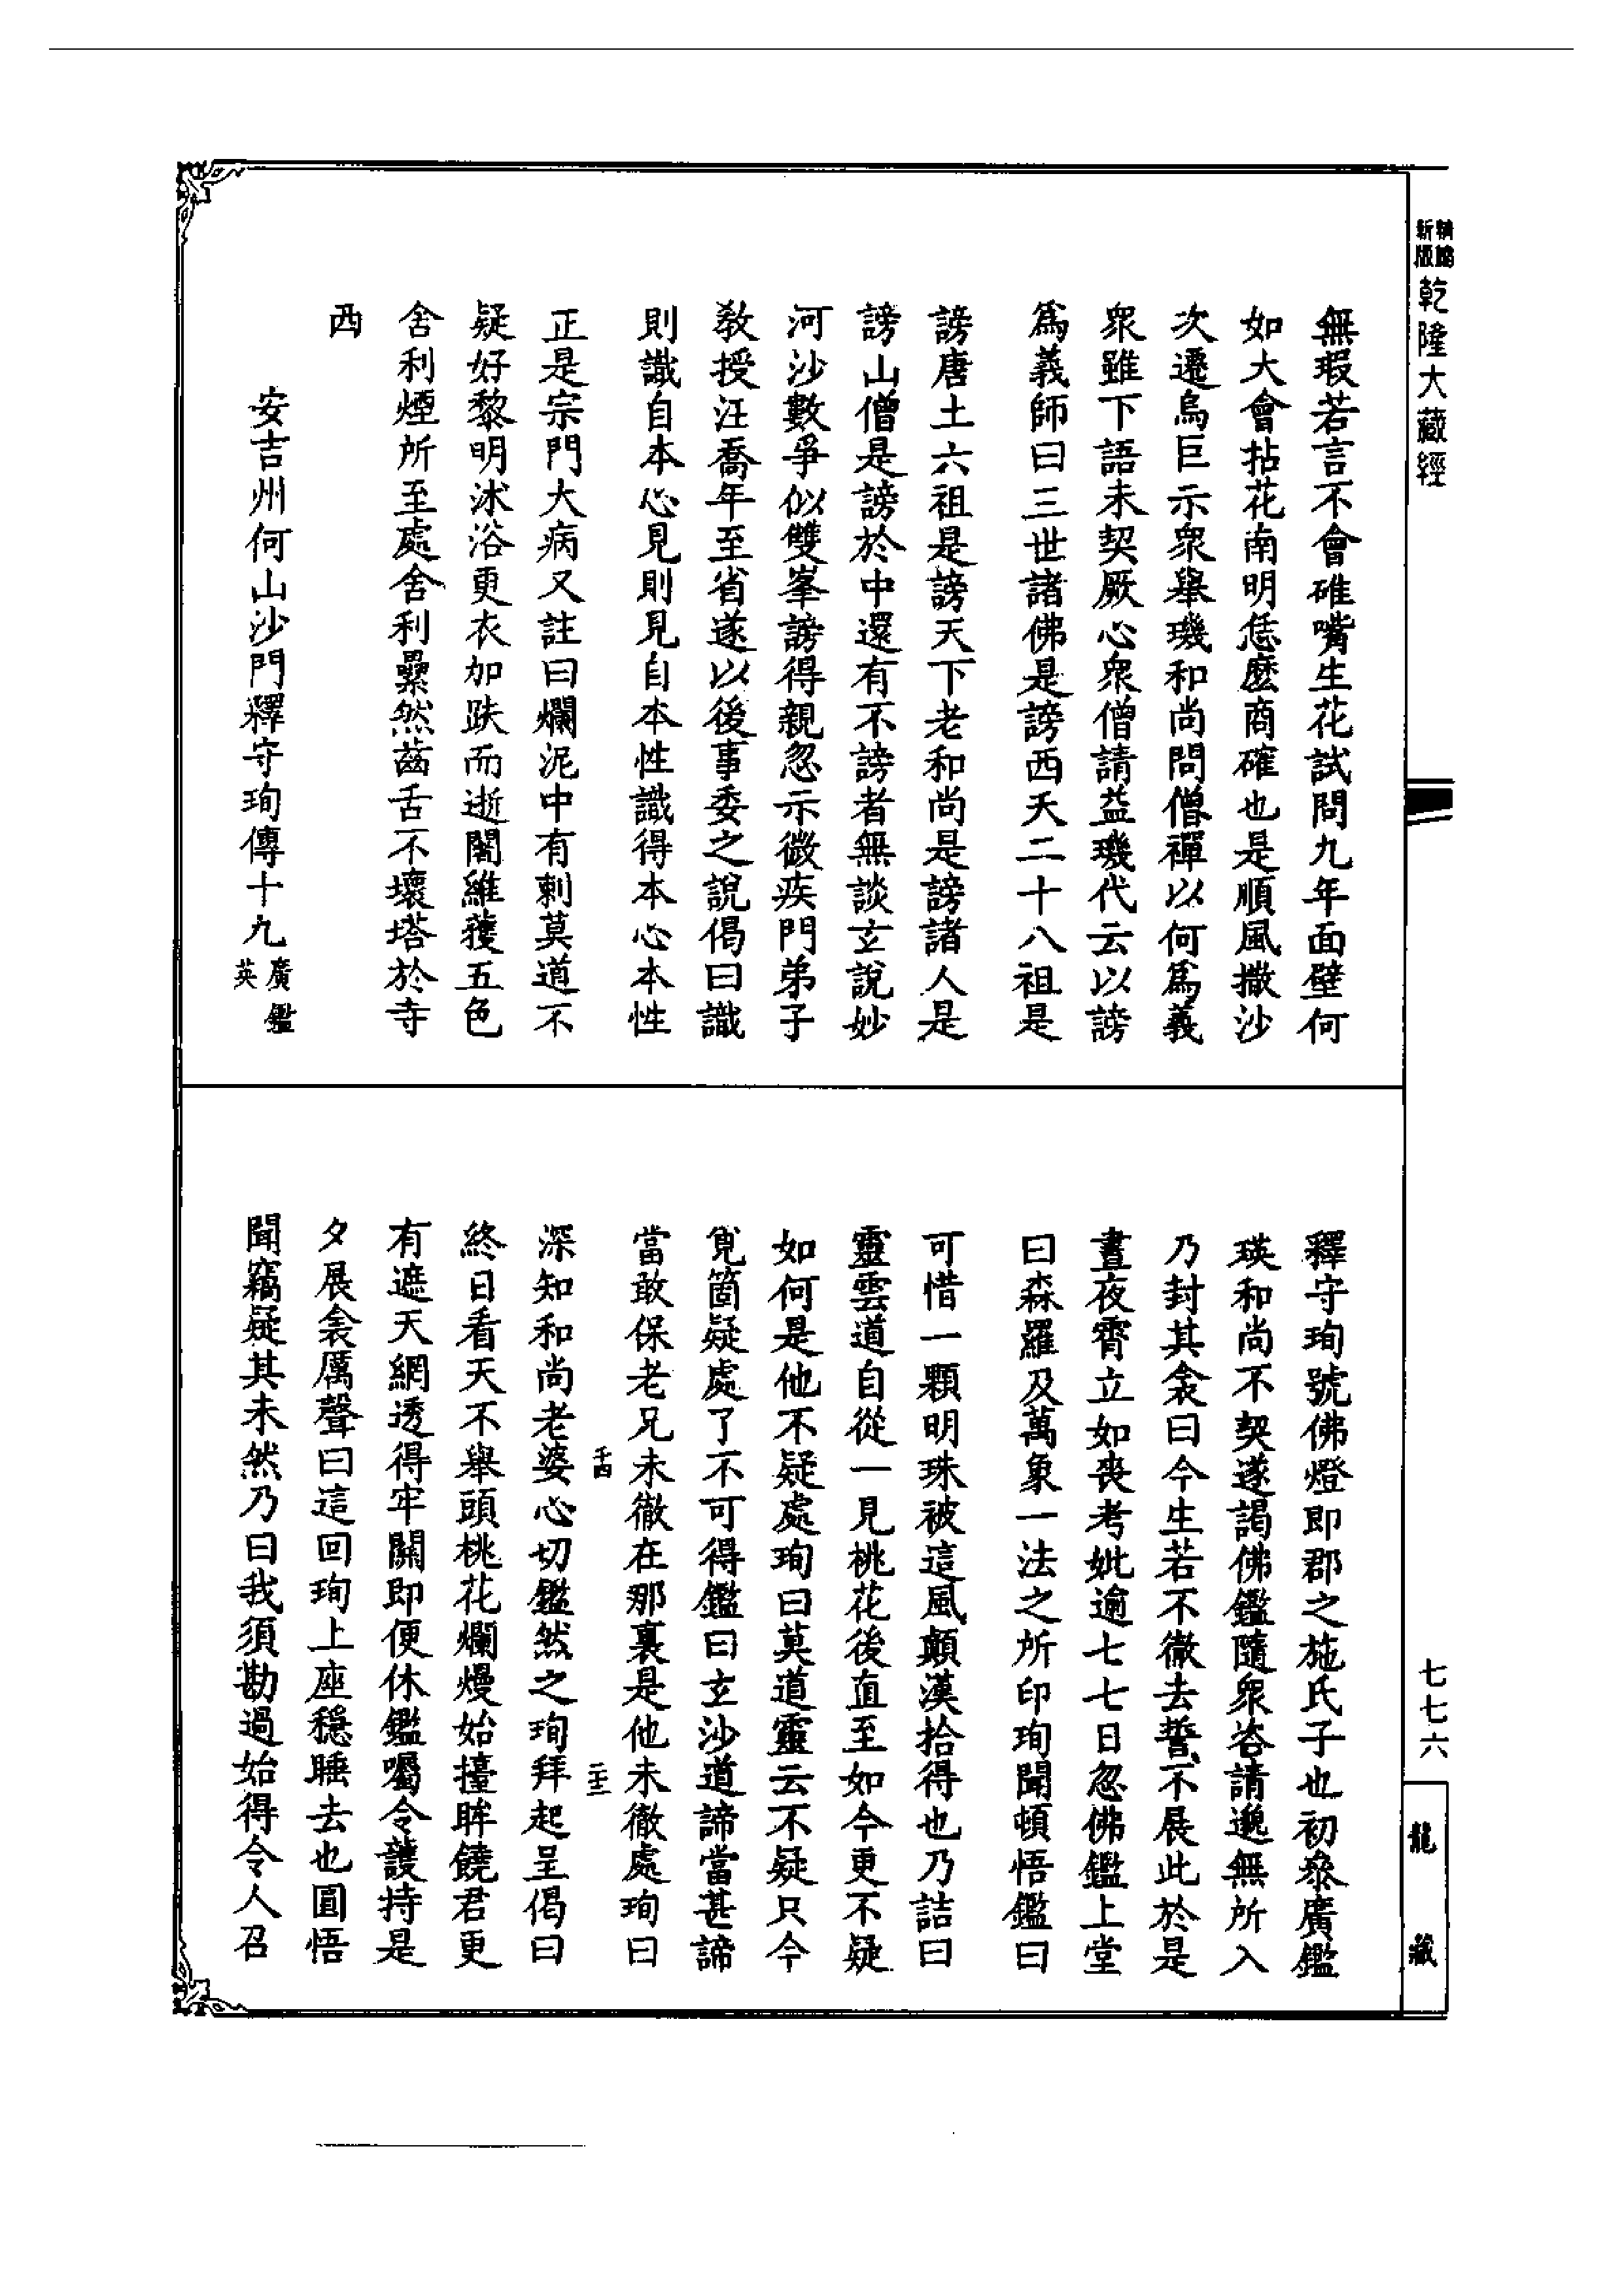 精雕
新版
乾隆大藏經
無瑕若言不會碓嘴生花試問九年面壁何
如大會拈花南明恁麽商確也是順風撒沙
次遷烏巨示衆舉璣和尚問僧禪以何爲義
衆雖下語未契厥心衆僧請益璣代云以謗
爲義師曰三世諸佛是謗西天二十八祖是
謗唐土六祖是謗天下老和尚是謗諸人是
謗山僧是謗於中還有不謗者無談玄說妙
河沙數爭似雙峯謗得親忽示微疾門弟子
教授汪喬年至省遂以後事委之說偈曰識
則識自本心見則見自本性識得本心本性
正是宗門大病又註曰爛泥中有刺莫道不
疑好黎明沐浴更衣加趺而逝闍維獲五色
舍利煙所至處舍利纍然齒舌不壞塔於寺
西
安吉州何山沙門釋守珣傳十九
廣鑑
英
釋守珣號佛燈即郡之施氏子也初叅廣鑑
瑛和尚不契遂謁佛鑑隨衆咨請邈無所入
乃封其衾曰今生若不徹去誓不展此於是
晝夜宵立如喪考妣逾七七日忽佛鑑上堂
曰森羅及萬象一法之所印珣聞頓悟鑑曰
可惜一顆明珠被這風顛漢拾得也乃詰曰
靈雲道自從一見桃花後直至如今更不疑
如何是他不疑處珣曰莫道靈云不疑只今
覓箇疑處了不可得鑑曰玄沙道諦當甚諦
當敢保老兄未徹在那裏是他未徹處珣曰
深知和尚老婆心切鑑然之珣拜起呈偈曰
終日看天不舉頭桃花爛熳始擡眸饒君更
有遮天網透得牢關即便休鑑囑令護持是
夕展衾厲聲曰這回珣上座穩睡去也圓悟
聞竊疑其未然乃曰我須勘過始得令人召
七七六
龍藏